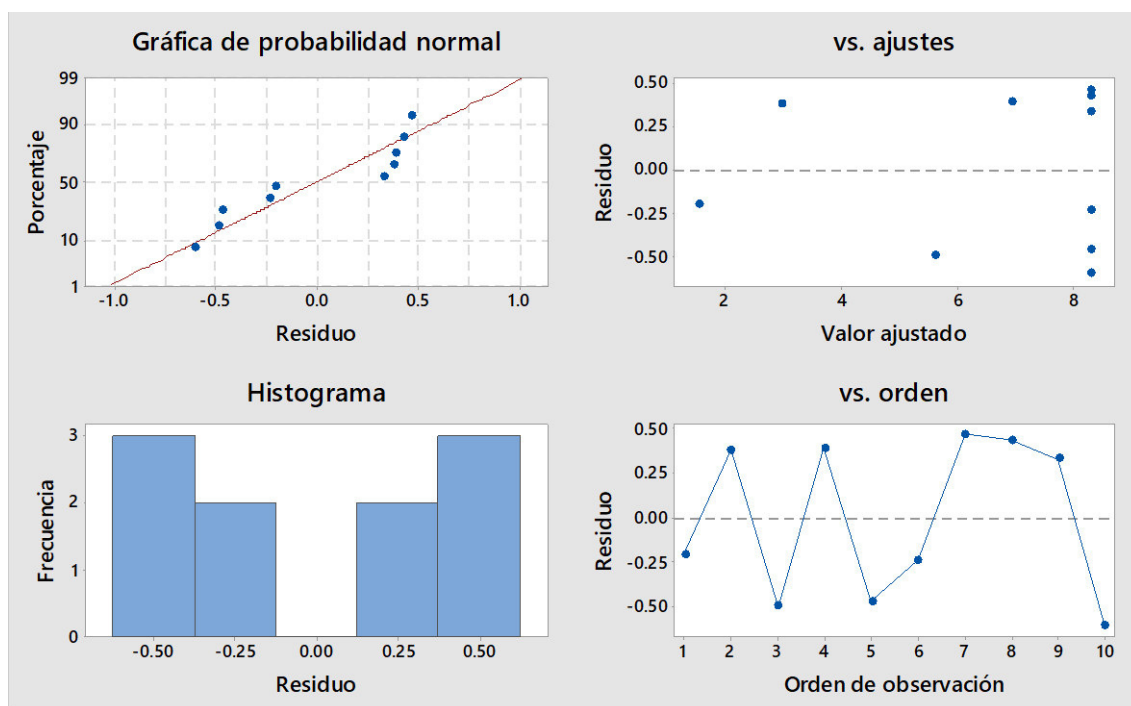 Gráfica de probabilidad normal
99
90
50
10
1
Porcentaje
-1.0 -0.5 0.0 0.5 1.0
Residuo
vs. ajustes
0.50
0.25
0.00
-0.25
-0.50
Residuo
2 4 6 8
Valor ajustado
Histograma
3
2
1
0
Frecuencia
-0.50 -0.25 0.00 0.25 0.50
Residuo
vs. orden
0.50
0.25
0.00
-0.25
-0.50
Residuo
1 2 3 4 5 6 7 8 9 10
Orden de observación